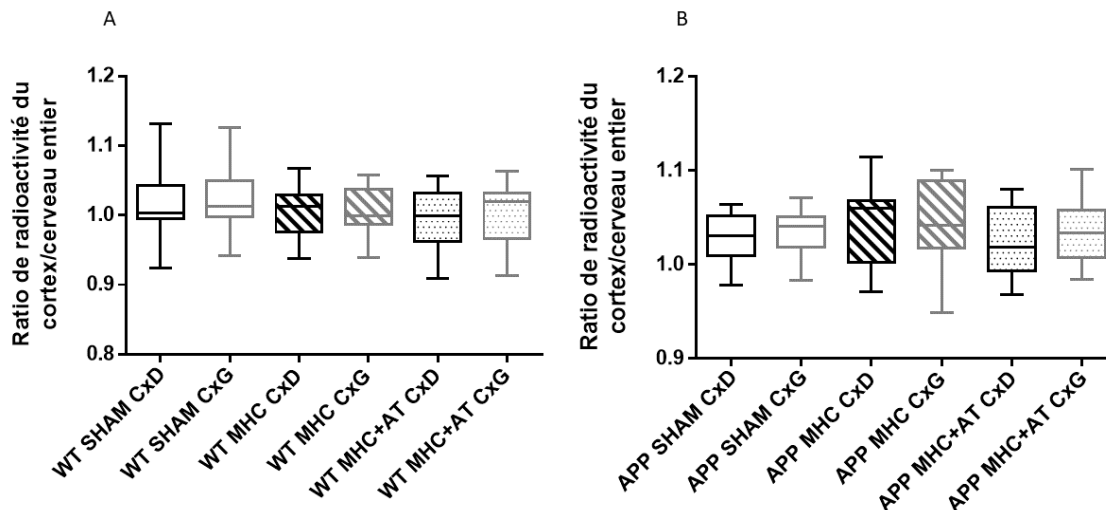 A
Ratio de radioactivité du
cortex/cerveau entier
1.2
1.1
1.0
0.9
0.8
WT SHAM CxD
WT SHAM CxG
WT MHC CxD
WT MHC CxG
WT MHC+AT CxD
WT MHC+AT CxG
B
Ratio de radioactivité du
cortex/cerveau entier
1.2
1.1
1.0
0.9
APP SHAM CxD
APP SHAM CxG
APP MHC CxD
APP MHC CxG
APP MHC+AT CxD
APP MHC+AT CxG